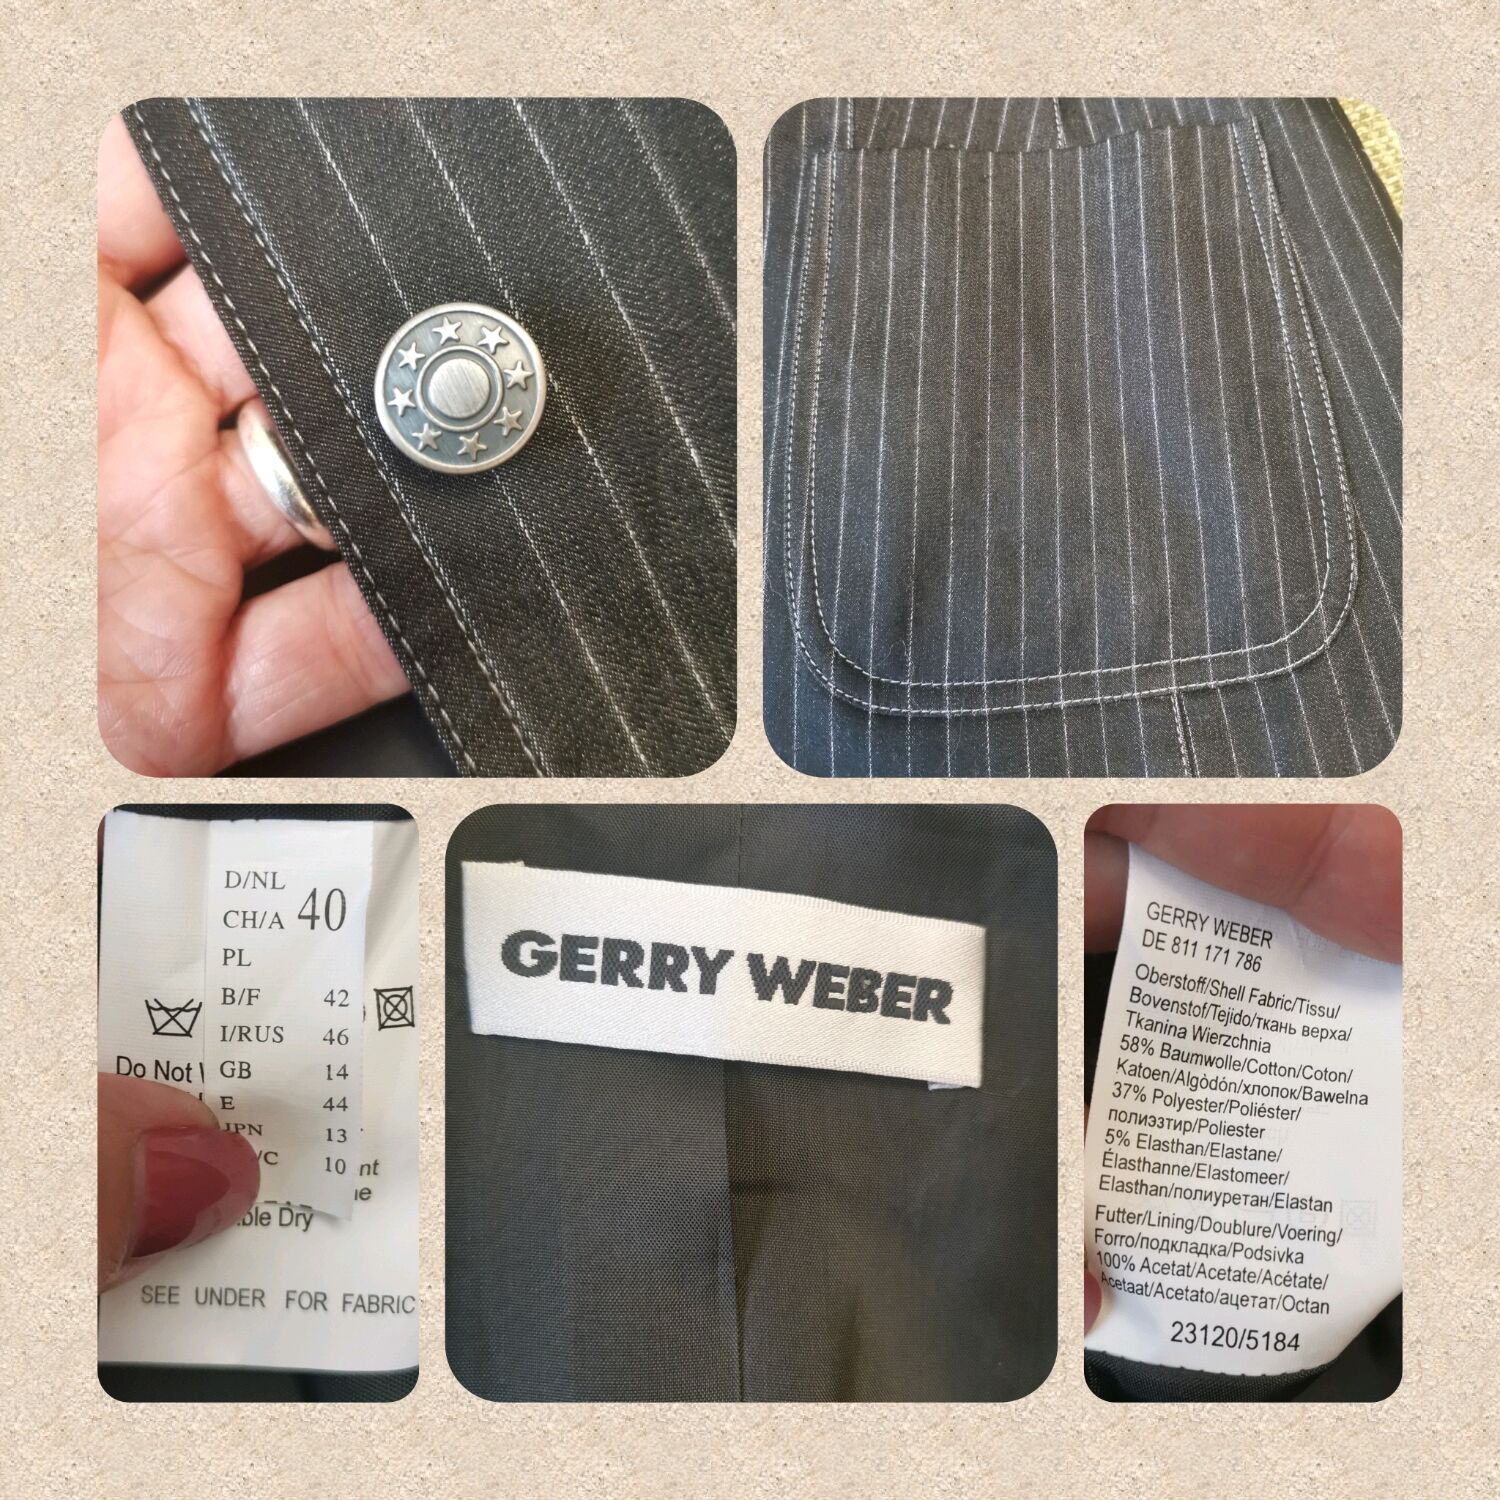 D/NL
CH/A 40
PL
B/F 42
I/RUS 46
GB 14
E 44
JPN 13
/C 10
Do Not
Dry
SEE UNDER FOR FABRIC
GERRY WEBER
GERRY WEBER
DE 811 171 786
Oberstoff/Shell Fabric/Tissu/
Bovenstof/Tejido/ткань верха/
Tkanina Wierzchnia
58% Baumwolle/Cotton/Coton/
Katoen/Algòdón/хлопок/Bawelna
37% Polyester/Poliéster/
полиэзтир/Poliester
5% Elasthan/Elastane/
Élasthanne/Elastomeer/
Elasthan/полиуретан/Elastan
Futter/Lining/Doublure/Voering/
Forro/подкладка/Podsivka
100% Acetat/Acetate/Acétate/
Acetaat/Acetato/ацетат/Octan
23120/5184